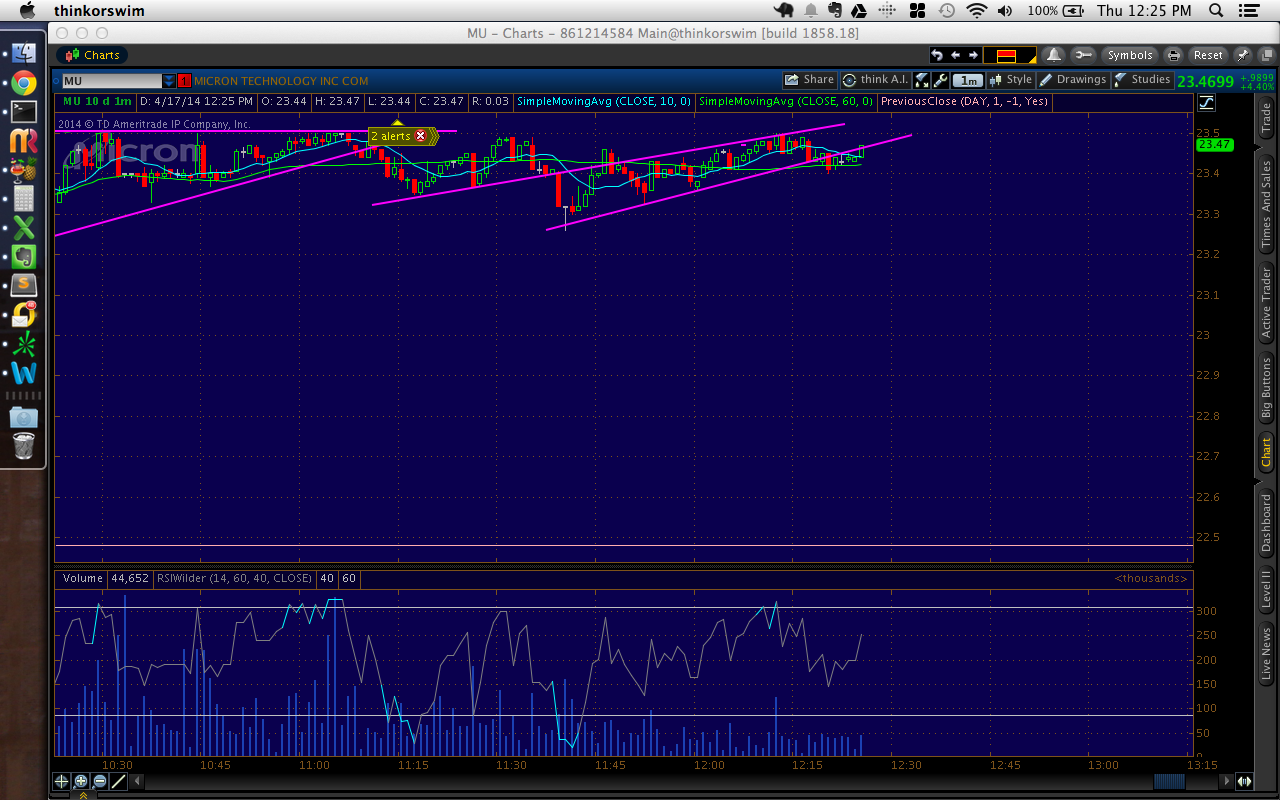 thinkorswim 100% Thu 12:25 PM
MU - Charts - 861214584 Main@thinkorswim [build 1858.18]
Charts Symbols Reset
MU 1 MICRON TECHNOLOGY INC COM Share think A.I. 1m Style Drawings Studies 23.4699 +.9899 +4.40%
MU 10 d 1m D: 4/17/14 12:25 PM O: 23.44 H: 23.47 L: 23.44 C: 23.47 R: 0.03 SimpleMovingAvg (CLOSE, 10, 0) SimpleMovingAvg (CLOSE, 60, 0) PreviousClose (DAY, 1, -1, Yes)
2014 © TD Ameritrade IP Company, Inc.
2 alerts
micron
23.5
23.47
23.4
23.3
23.2
23.1
23
22.9
22.8
22.7
22.6
22.5
Volume 44,652 RSIWilder (14, 60, 40, CLOSE) 40 60 <thousands>
300
250
200
150
100
50
0
10:30 10:45 11:00 11:15 11:30 11:45 12:00 12:15 12:30 12:45 13:00 13:15
Trade
Times And Sales
Active Trader
Big Buttons
Chart
Dashboard
Level II
Live News